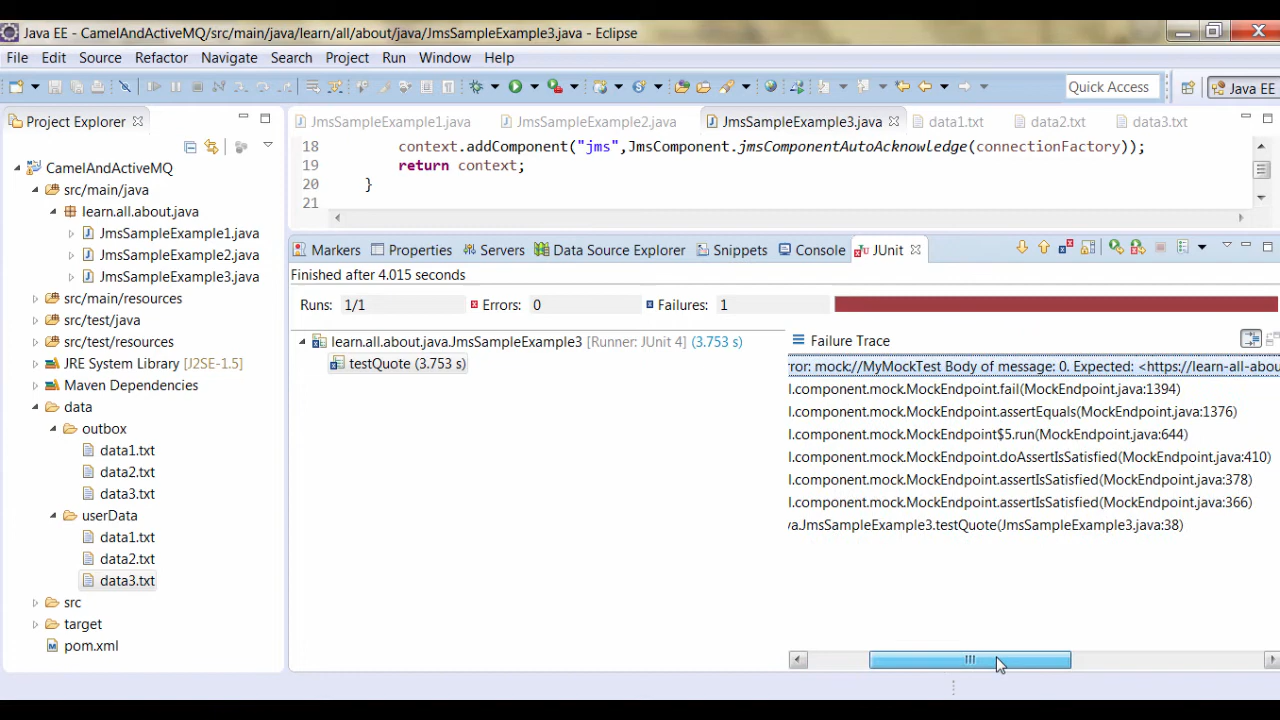 Java EE - CamelAndActiveMQ/src/main/java/learn/all/about/java/JmsSampleExample3.java - Eclipse
File Edit Source Refactor Navigate Search Project Run Window Help
Quick Access
Java EE
Project Explorer
CamelAndActiveMQ
src/main/java
learn.all.about.java
JmsSampleExample1.java
JmsSampleExample2.java
JmsSampleExample3.java
src/main/resources
src/test/java
src/test/resources
JRE System Library [J2SE-1.5]
Maven Dependencies
data
outbox
data1.txt
data2.txt
data3.txt
userData
data1.txt
data2.txt
data3.txt
src
target
pom.xml
JmsSampleExample1.java JmsSampleExample2.java JmsSampleExample3.java data1.txt data2.txt data3.txt
18 context.addComponent("jms",JmsComponent.jmsComponentAutoAcknowledge(connectionFactory));
19 return context;
20 }
21
Markers Properties Servers Data Source Explorer Snippets Console JUnit
Finished after 4.015 seconds
Runs: 1/1 Errors: 0 Failures: 1
learn.all.about.java.JmsSampleExample3 [Runner: JUnit 4] (3.753 s)
testQuote (3.753 s)
Failure Trace
rror: mock://MyMockTest Body of message: 0. Expected: <https://learn-all-abou
l.component.mock.MockEndpoint.fail(MockEndpoint.java:1394)
l.component.mock.MockEndpoint.assertEquals(MockEndpoint.java:1376)
l.component.mock.MockEndpoint$5.run(MockEndpoint.java:644)
l.component.mock.MockEndpoint.doAssertIsSatisfied(MockEndpoint.java:410)
l.component.mock.MockEndpoint.assertIsSatisfied(MockEndpoint.java:378)
l.component.mock.MockEndpoint.assertIsSatisfied(MockEndpoint.java:366)
va.JmsSampleExample3.testQuote(JmsSampleExample3.java:38)